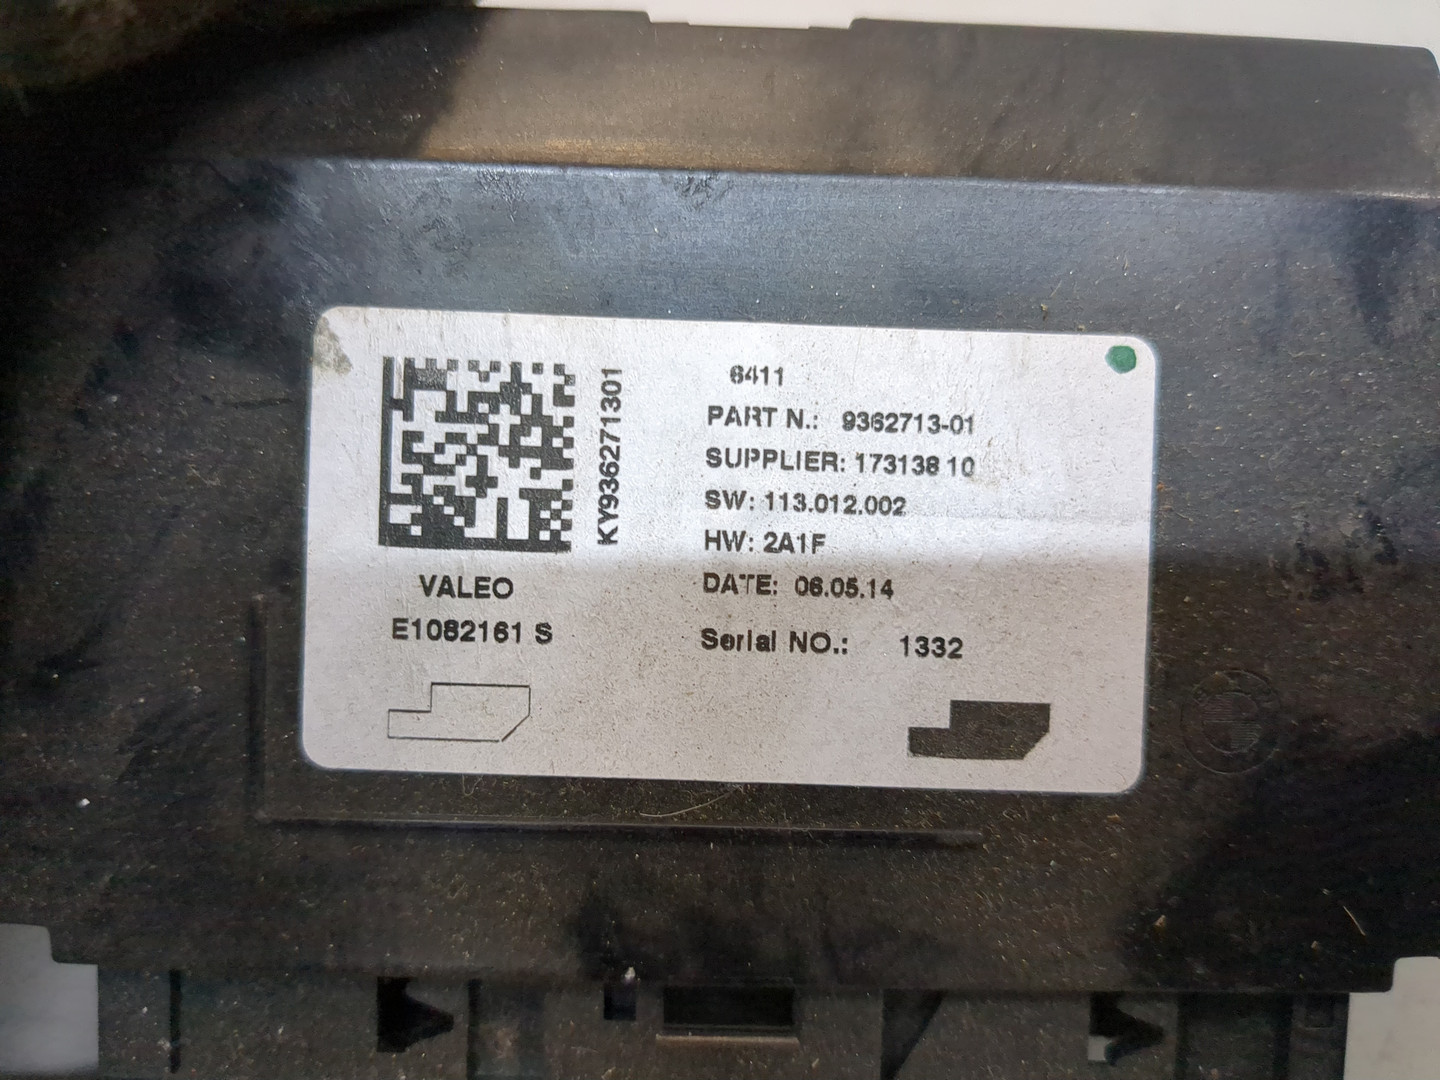 6411
PART N.: 9362713-01
SUPPLIER: 173138 10
SW: 113.012.002
HW: 2A1F
DATE: 06.05.14
Serial NO.: 1332
KY936271301
VALEO
E1082161 S